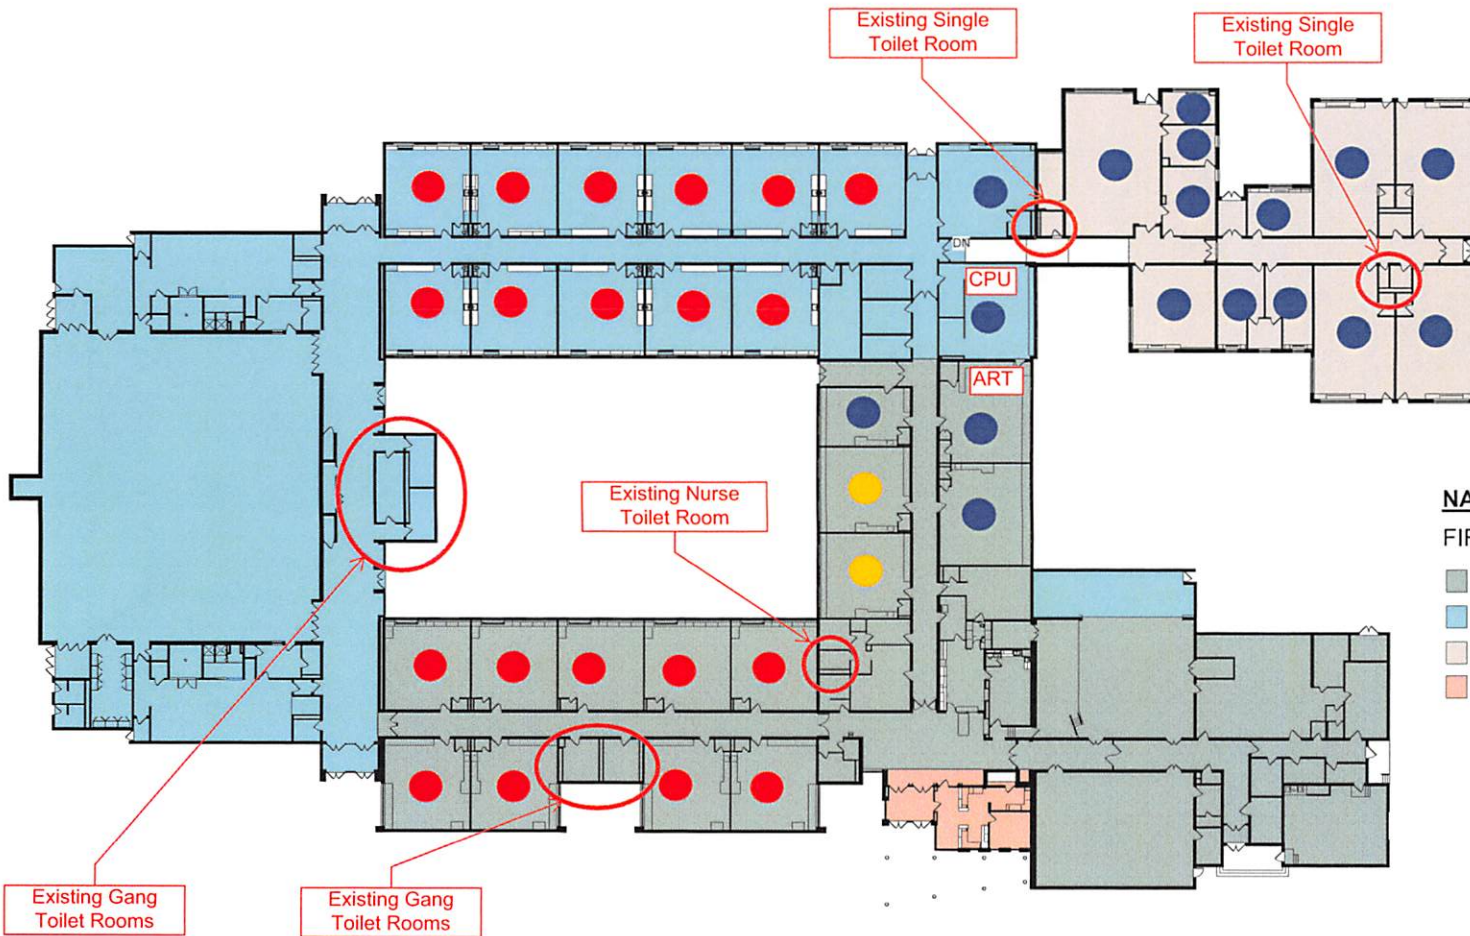 Existing Single
Toilet Room
Existing Single
Toilet Room
DN
CPU
ART
Existing Nurse
Toilet Room
NA
FIF
Existing Gang
Toilet Rooms
Existing Gang
Toilet Rooms